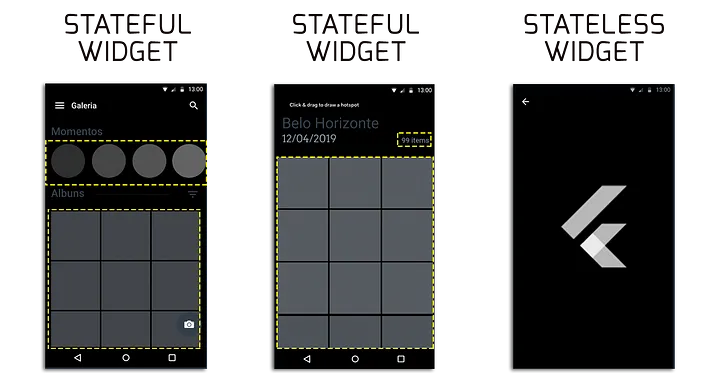 STATEFUL
WIDGET
STATEFUL
WIDGET
STATELESS
WIDGET
13:00
Galeria
Momentos
Albuns
13:00
Click & drag to draw a hotspot
Belo Horizonte
12/04/2019
99 items
13:00